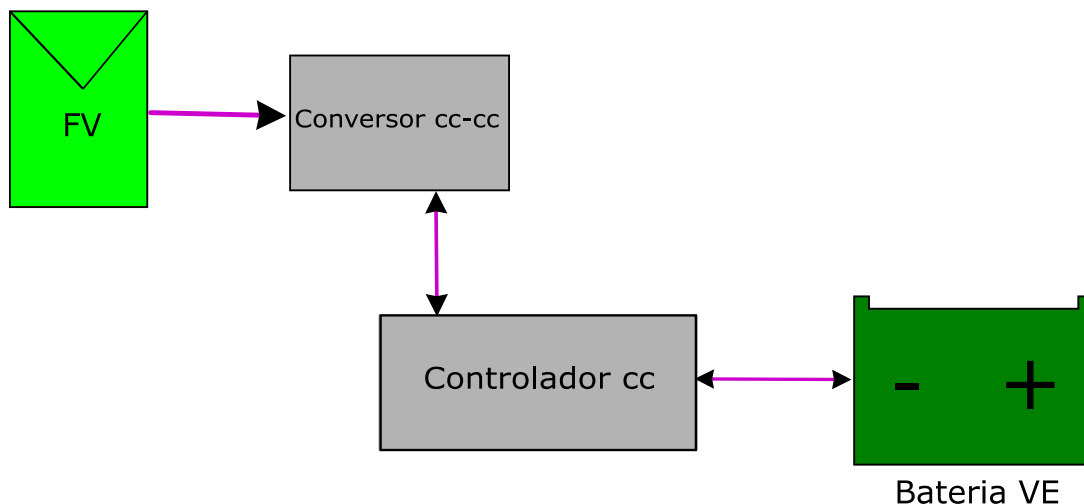 FV
Conversor cc-cc
Controlador cc
- +
Bateria VE